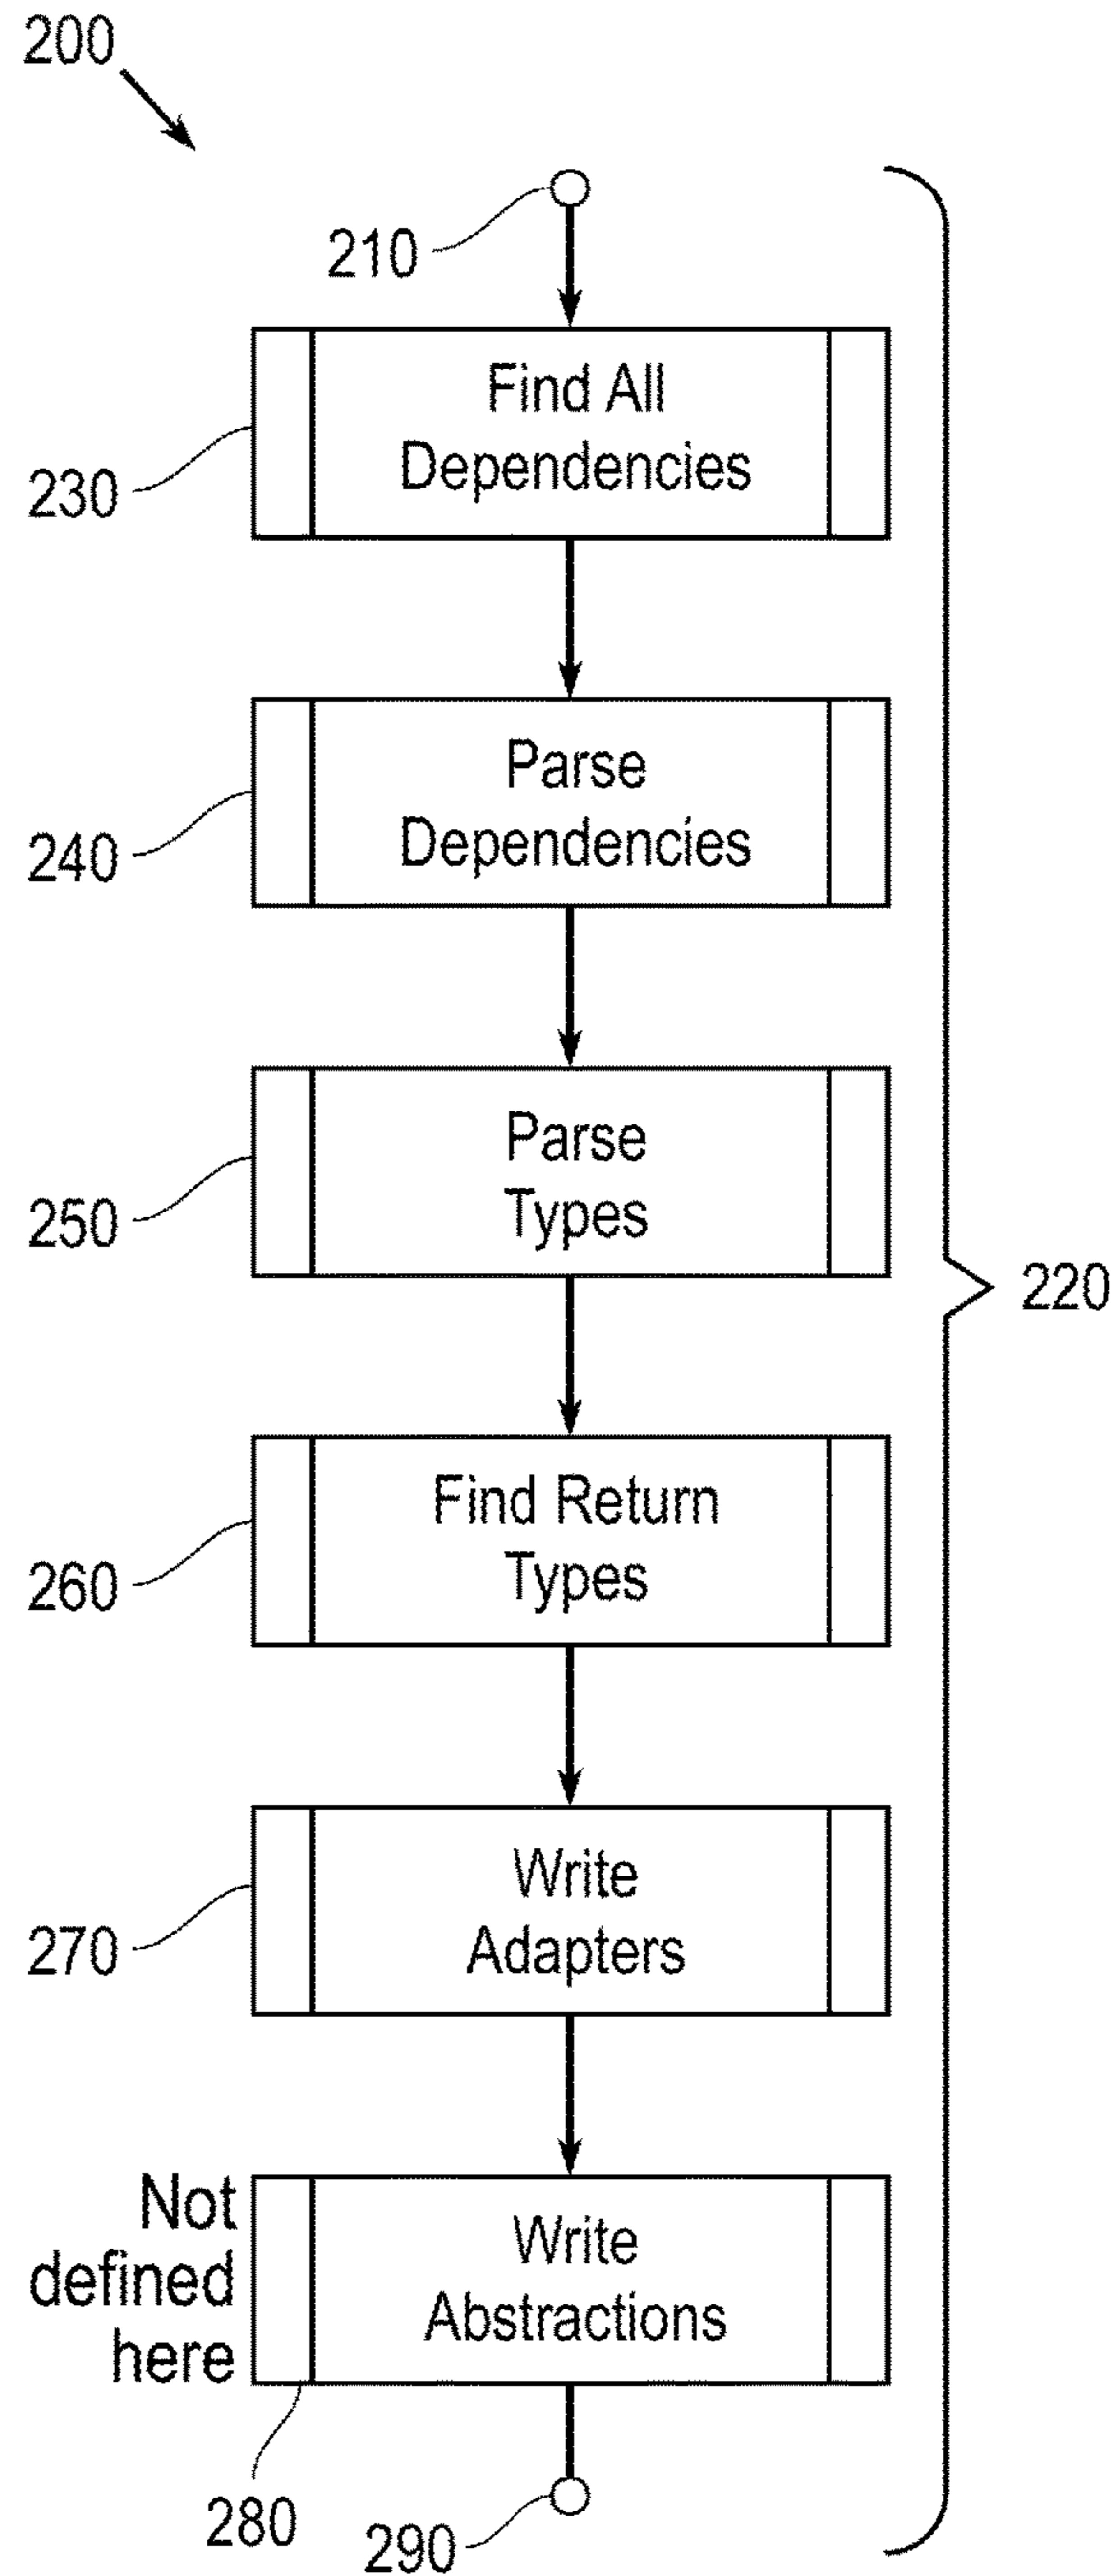 200
210
Find All
Dependencies
230
Parse
Dependencies
240
Parse
Types
250
220
Find Return
Types
260
Write
Adapters
270
Not
defined
here
Write
Abstractions
280
290